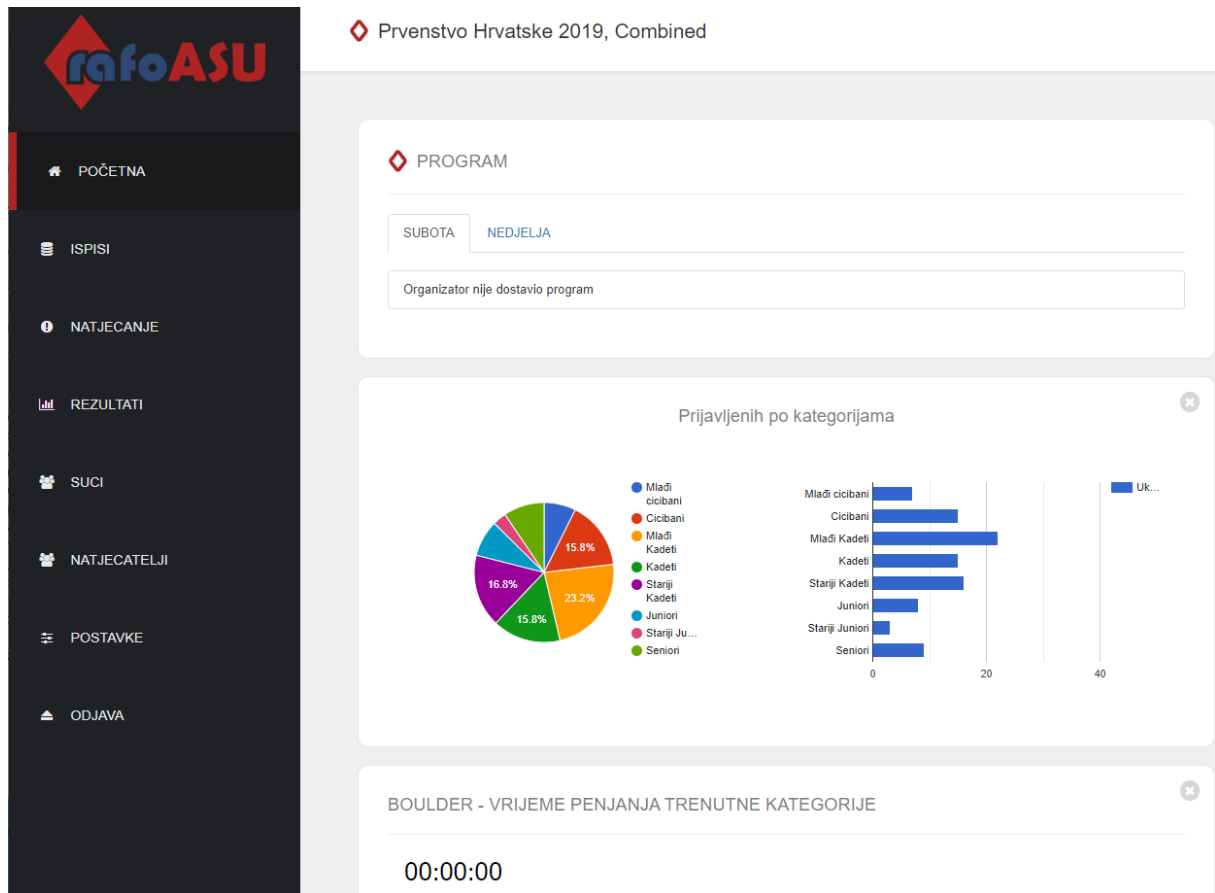 rafoASU
Prvenstvo Hrvatske 2019, Combined
POČETNA
ISPISI
NATJECANJE
REZULTATI
SUCI
NATJECATELJI
POSTAVKE
ODJAVA
PROGRAM
SUBOTA NEDJELJA
Organizator nije dostavio program
Prijavljenih po kategorijama
15.8%
23.2%
15.8%
16.8%
Mlađi
cicibani
Cicibani
Mlađi
Kadeti
Kadeti
Stariji
Kadeti
Juniori
Stariji Ju...
Seniori
Mlađi cicibani
Cicibani
Mlađi Kadeti
Kadeti
Stariji Kadeti
Juniori
Stariji Juniori
Seniori
0 20 40
Uk...
BOULDER - VRIJEME PENJANJA TRENUTNE KATEGORIJE
00:00:00